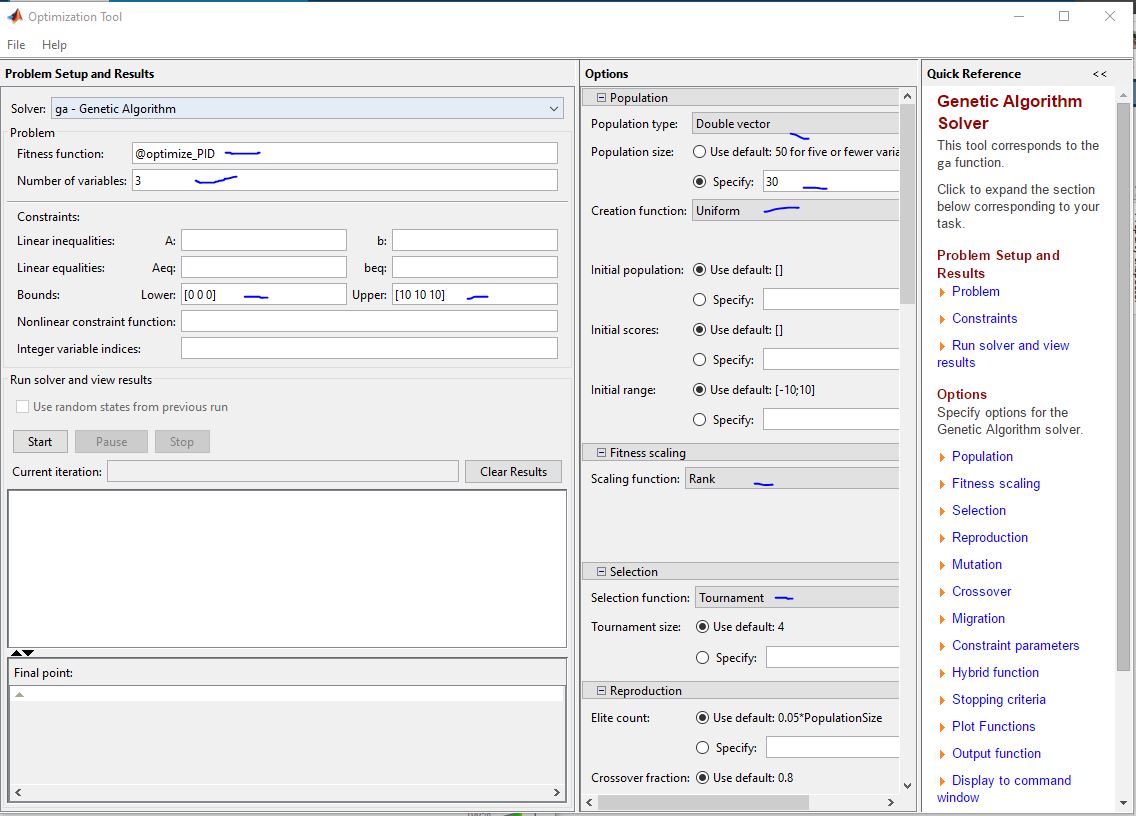 Optimization Tool
File Help
Problem Setup and Results
Solver: ga - Genetic Algorithm
Problem
Fitness function: @optimize_PID
Number of variables: 3
Constraints:
Linear inequalities: A: b:
Linear equalities: Aeq: beq:
Bounds: Lower: [0 0 0] Upper: [10 10 10]
Nonlinear constraint function:
Integer variable indices:
Run solver and view results
Use random states from previous run
Start Pause Stop
Current iteration: Clear Results
Final point:
Options
Population
Population type: Double vector
Population size: Use default: 50 for five or fewer varia
Specify: 30
Creation function: Uniform
Initial population: Use default: []
Specify:
Initial scores: Use default: []
Specify:
Initial range: Use default: [-10;10]
Specify:
Fitness scaling
Scaling function: Rank
Selection
Selection function: Tournament
Tournament size: Use default: 4
Specify:
Reproduction
Elite count: Use default: 0.05*PopulationSize
Specify:
Crossover fraction: Use default: 0.8
Quick Reference <<
Genetic Algorithm
Solver
This tool corresponds to the
ga function.
Click to expand the section
below corresponding to your
task.
Problem Setup and
Results
Problem
Constraints
Run solver and view
results
Options
Specify options for the
Genetic Algorithm solver.
Population
Fitness scaling
Selection
Reproduction
Mutation
Crossover
Migration
Constraint parameters
Hybrid function
Stopping criteria
Plot Functions
Output function
Display to command
window